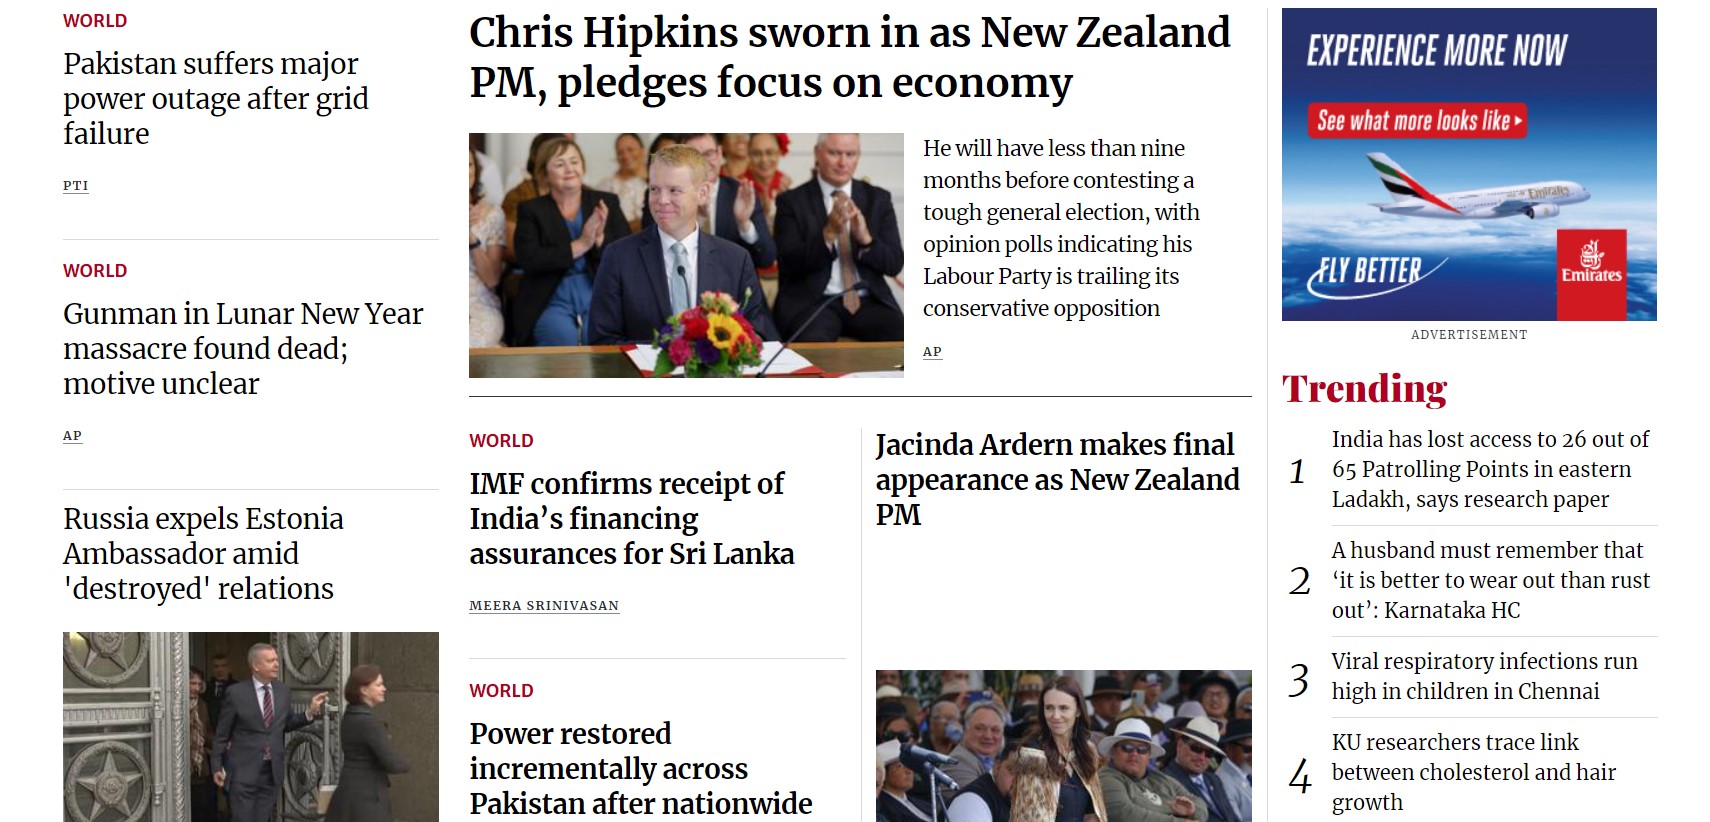 WORLD
Pakistan suffers major
power outage after grid
failure
PTI
WORLD
Gunman in Lunar New Year
massacre found dead;
motive unclear
AP
Russia expels Estonia
Ambassador amid
'destroyed' relations
Chris Hipkins sworn in as New Zealand
PM, pledges focus on economy
He will have less than nine
months before contesting a
tough general election, with
opinion polls indicating his
Labour Party is trailing its
conservative opposition
AP
WORLD
IMF confirms receipt of
India’s financing
assurances for Sri Lanka
MEERA SRINIVASAN
WORLD
Power restored
incrementally across
Pakistan after nationwide
Jacinda Ardern makes final
appearance as New Zealand
PM
EXPERIENCE MORE NOW
See what more looks like
Emirates
FLY BETTER
Emirates
ADVERTISEMENT
Trending
1
India has lost access to 26 out of
65 Patrolling Points in eastern
Ladakh, says research paper
2
A husband must remember that
‘it is better to wear out than rust
out’: Karnataka HC
3
Viral respiratory infections run
high in children in Chennai
4
KU researchers trace link
between cholesterol and hair
growth